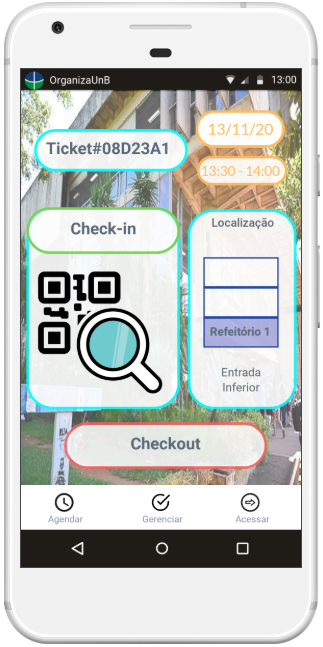 OrganizaUnB
13:00
Ticket#08D23A1
13/11/20
13:30 - 14:00
Check-in
Localização
Refeitório 1
Entrada
Inferior
Checkout
Agendar
Gerenciar
Acessar